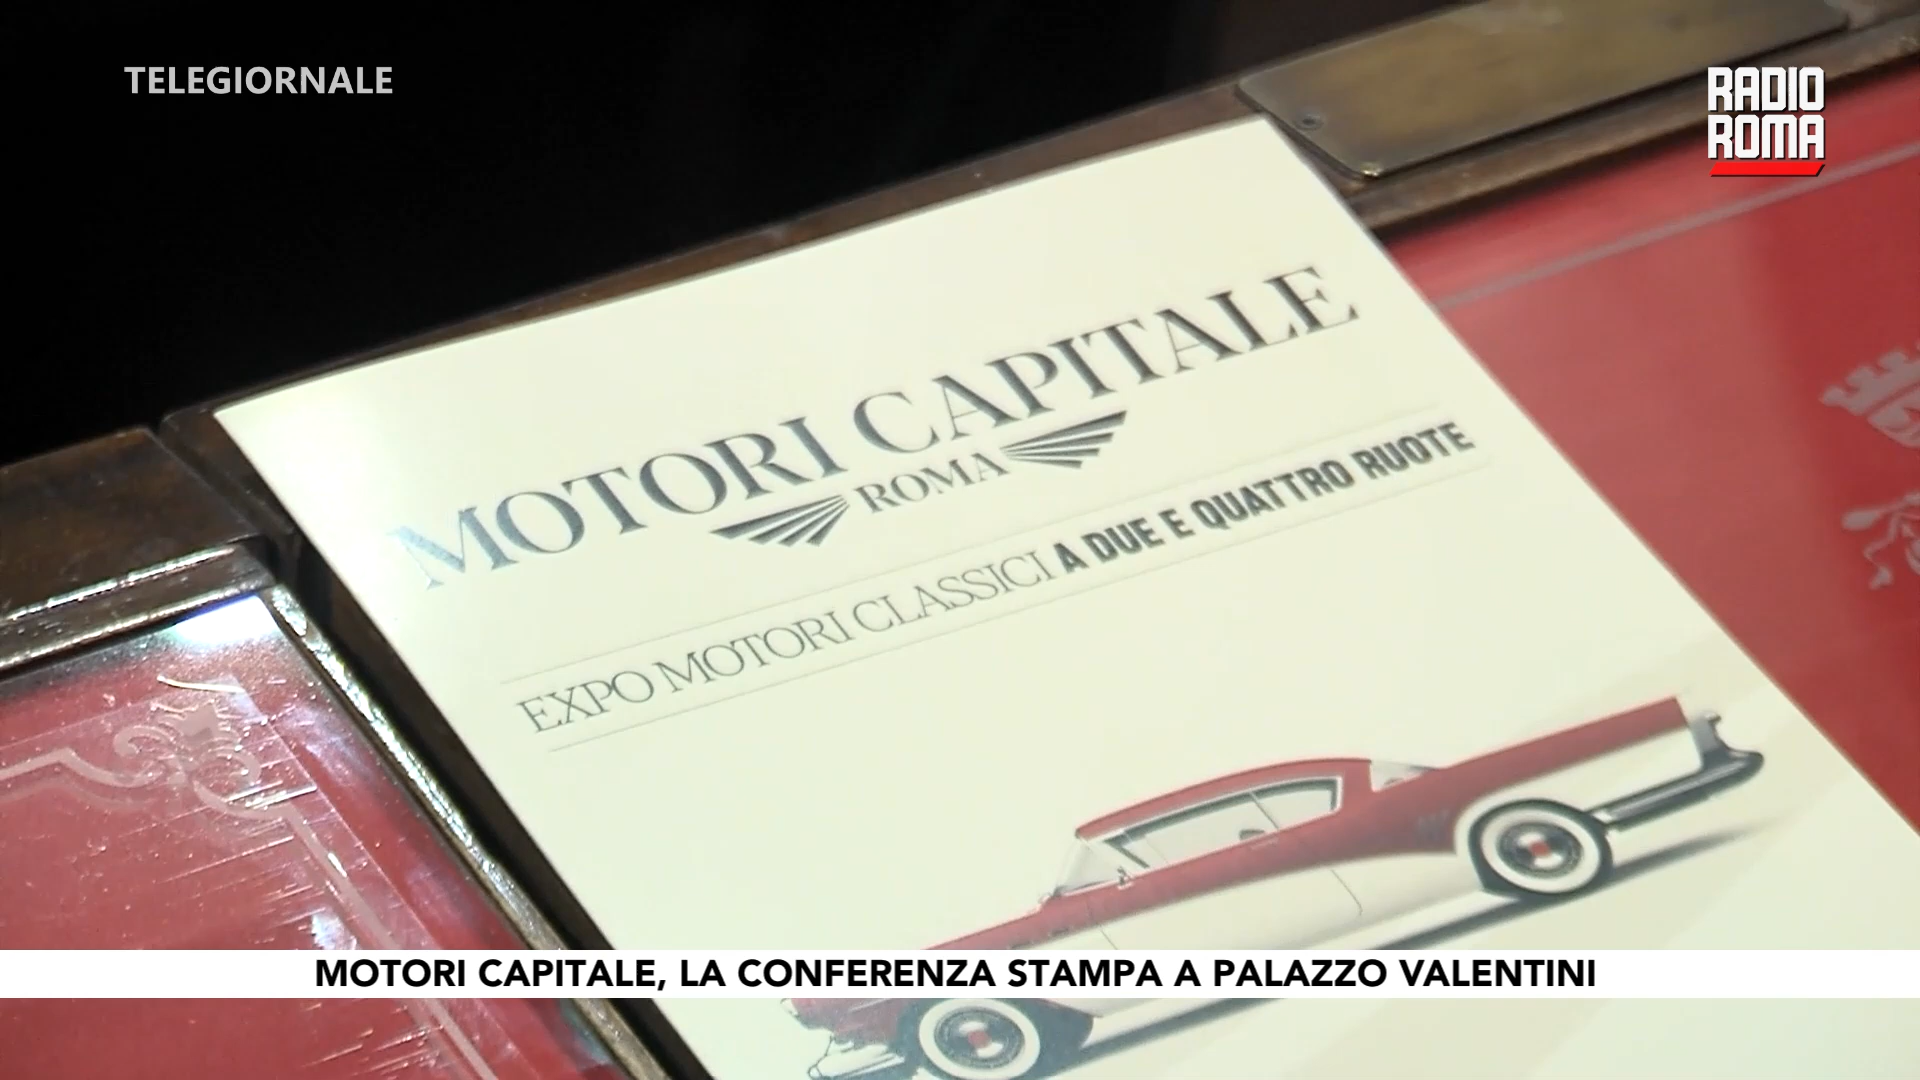 TELEGIORNALE
RADIO
ROMA
MOTORI CAPITALE
ROMA
EXPO MOTORI CLASSICI A DUE E QUATTRO RUOTE
MOTORI CAPITALE, LA CONFERENZA STAMPA A PALAZZO VALENTINI